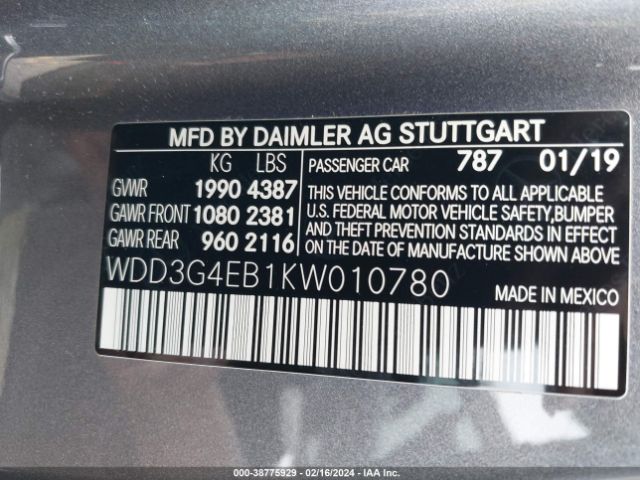 MFD BY DAIMLER AG STUTTGART
KG LBS
GVWR 1990 4387
GAWR FRONT 1080 2381
GAWR REAR 960 2116
PASSENGER CAR 787 01/19
THIS VEHICLE CONFORMS TO ALL APPLICABLE
U.S. FEDERAL MOTOR VEHICLE SAFETY,BUMPER
AND THEFT PREVENTION STANDARDS IN EFFECT
ON THE DATE OF MANUFACTURE SHOWN ABOVE
WDD3G4EB1KW010780
MADE IN MEXICO
000-38775929 - 02/16/2024 - IAA Inc.